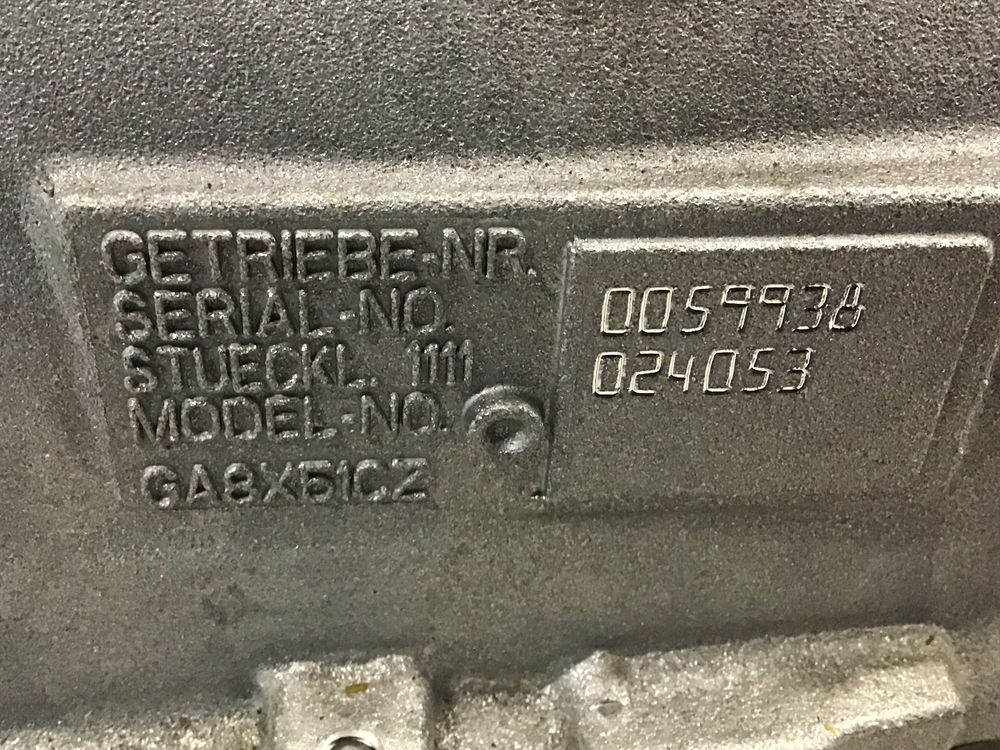 GETRIEBE-NR.
SERIAL-NO.
STUECKL. 1111
MODEL-NO.
GA8X51CZ
0059938
024053